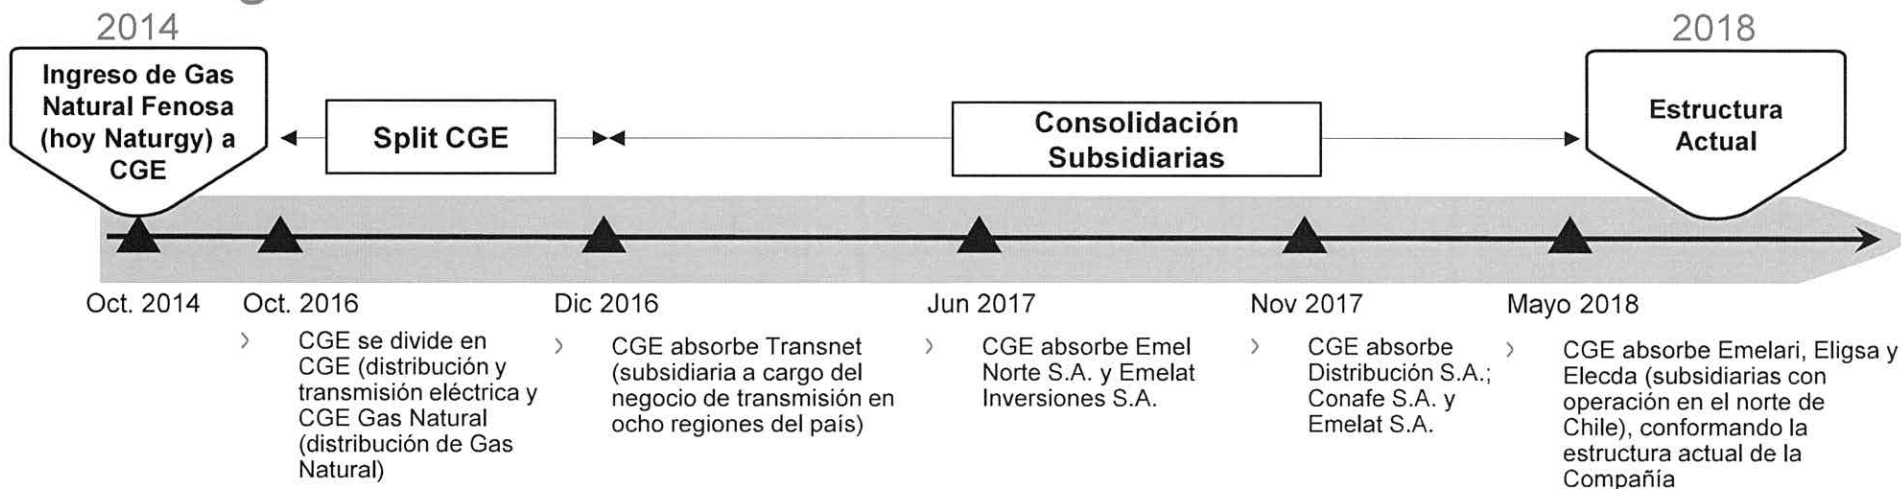 2014
2018
Ingreso de Gas
Natural Fenosa
(hoy Naturgy) a
CGE
Split CGE
Consolidación
Subsidiarias
Estructura
Actual
Oct. 2014
Oct. 2016
Dic 2016
Jun 2017
Nov 2017
Mayo 2018
> CGE se divide en
CGE (distribución y
transmisión eléctrica y
CGE Gas Natural
(distribución de Gas
Natural)
> CGE absorbe Transnet
(subsidiaria a cargo del
negocio de transmisión en
ocho regiones del país)
> CGE absorbe Emel
Norte S.A. y Emelat
Inversiones S.A.
> CGE absorbe
Distribución S.A.;
Conafe S.A. y
Emelat S.A.
> CGE absorbe Emelari, Eligsa y
Elecda (subsidiarias con
operación en el norte de
Chile), conformando la
estructura actual de la
Compañía